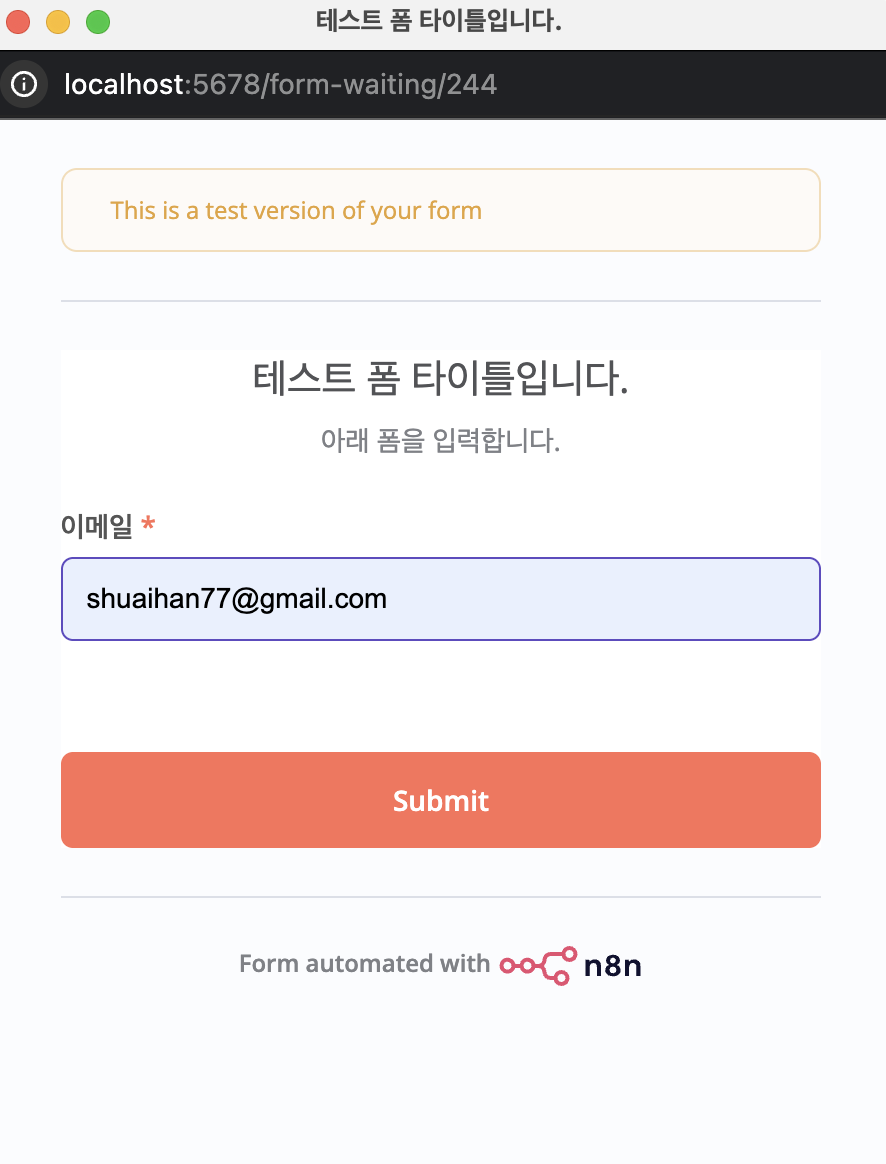 테스트 폼 타이틀입니다.
localhost:5678/form-waiting/244
This is a test version of your form
테스트 폼 타이틀입니다.
아래 폼을 입력합니다.
이메일 *
shuaihan77@gmail.com
Submit
Form automated with n8n